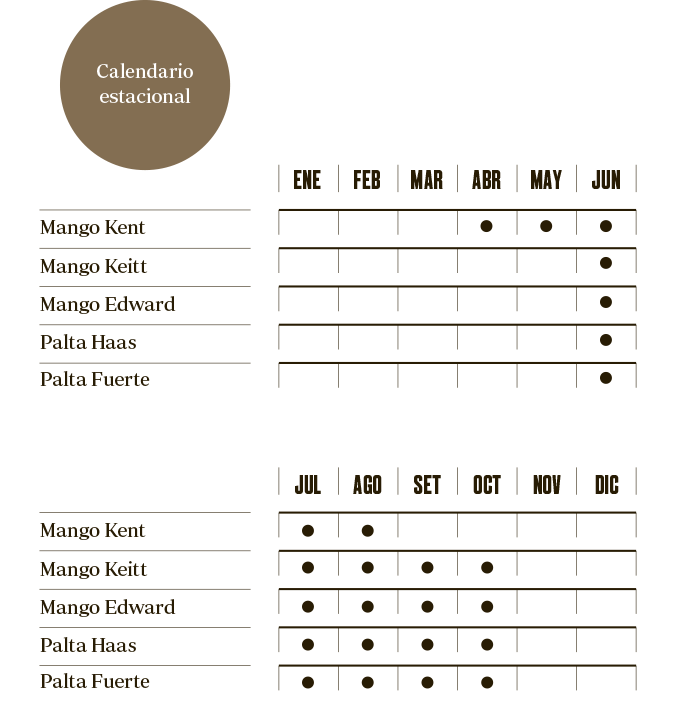 Calendario
estacional
ENE FEB MAR ABR MAY JUN
Mango Kent
Mango Keitt
Mango Edward
Palta Haas
Palta Fuerte
JUL AGO SET OCT NOV DIC
Mango Kent
Mango Keitt
Mango Edward
Palta Haas
Palta Fuerte